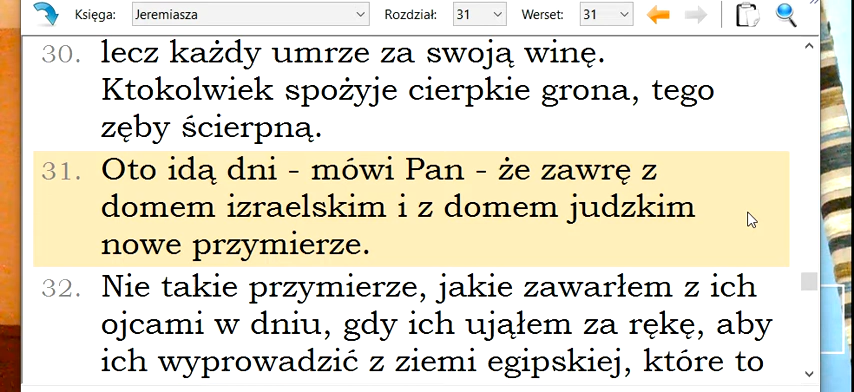 Księga: Jeremiasza Rozdział: 31 Werset: 31
30. lecz każdy umrze za swoją winę.
Ktokolwiek spożyje cierpkie grona, tego
zęby ścierpną.
31. Oto idą dni - mówi Pan - że zawrę z
domem izraelskim i z domem judzkim
nowe przymierze.
32. Nie takie przymierze, jakie zawarłem z ich
ojcami w dniu, gdy ich ująłem za rękę, aby
ich wyprowadzić z ziemi egipskiej, które to